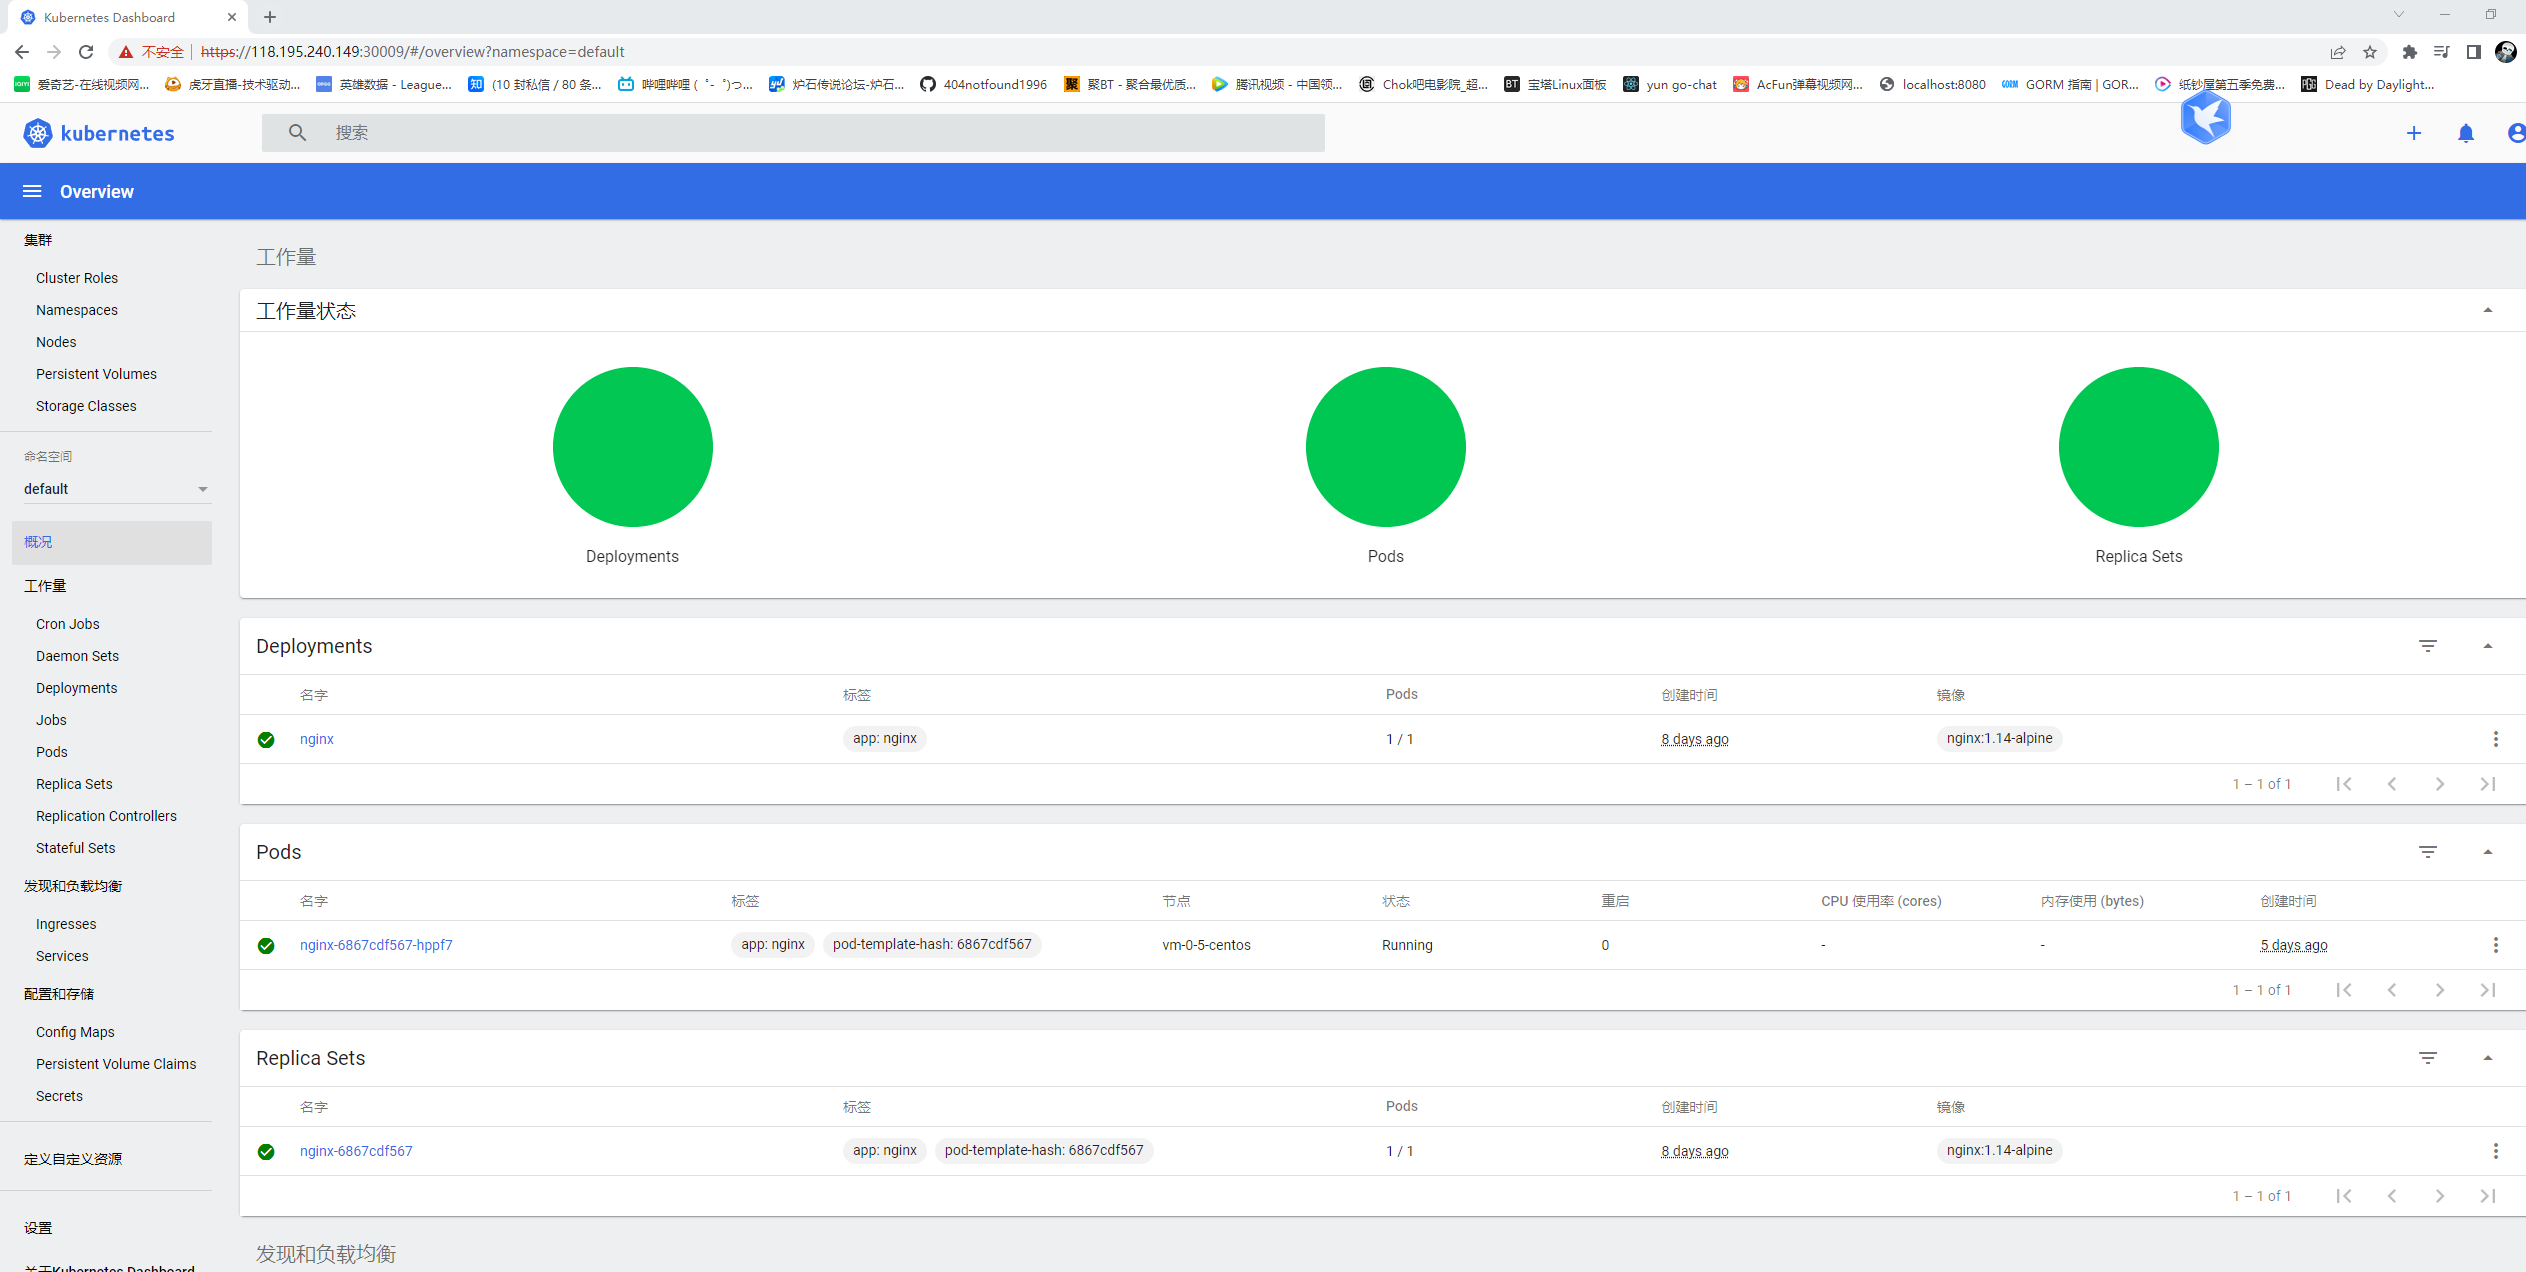 Kubernetes Dashboard
不安全 https://118.195.240.149:30009/#/overview?namespace=default
爱奇艺-在线视频网... 虎牙直播-技术驱动... 英雄数据 - League... (10 封私信 / 80 条... 哔哩哔哩 ( ゜- ゜)つ... 炉石传说论坛-炉石... 404notfound1996 聚BT - 聚合最优质... 腾讯视频 - 中国领... Chok吧电影院_超... 宝塔Linux面板 yun go-chat AcFun弹幕视频网... localhost:8080 GORM 指南 | GOR... 纸钞屋第五季免费... Dead by Daylight...
kubernetes 搜索
Overview
集群
Cluster Roles
Namespaces
Nodes
Persistent Volumes
Storage Classes
命名空间
default
概况
工作量
Cron Jobs
Daemon Sets
Deployments
Jobs
Pods
Replica Sets
Replication Controllers
Stateful Sets
发现和负载均衡
Ingresses
Services
配置和存储
Config Maps
Persistent Volume Claims
Secrets
定义自定义资源
设置
关于Kubernetes Dashboard
工作量
工作量状态
Deployments Pods Replica Sets
Deployments
名字 标签 Pods 创建时间 镜像
nginx app: nginx 1 / 1 8 days ago nginx:1.14-alpine
1 – 1 of 1
Pods
名字 标签 节点 状态 重启 CPU 使用率 (cores) 内存使用 (bytes) 创建时间
nginx-6867cdf567-hppf7 app: nginx pod-template-hash: 6867cdf567 vm-0-5-centos Running 0 - - 5 days ago
1 – 1 of 1
Replica Sets
名字 标签 Pods 创建时间 镜像
nginx-6867cdf567 app: nginx pod-template-hash: 6867cdf567 1 / 1 8 days ago nginx:1.14-alpine
1 – 1 of 1
发现和负载均衡